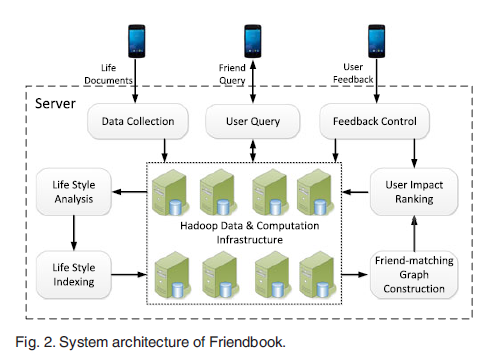 Life
Documents
Friend
Query
User
Feedback
Server
Data Collection
User Query
Feedback Control
Life Style
Analysis
User Impact
Ranking
Hadoop Data & Computation
Infrastructure
Life Style
Indexing
Friend-matching
Graph
Construction
Fig. 2. System architecture of Friendbook.